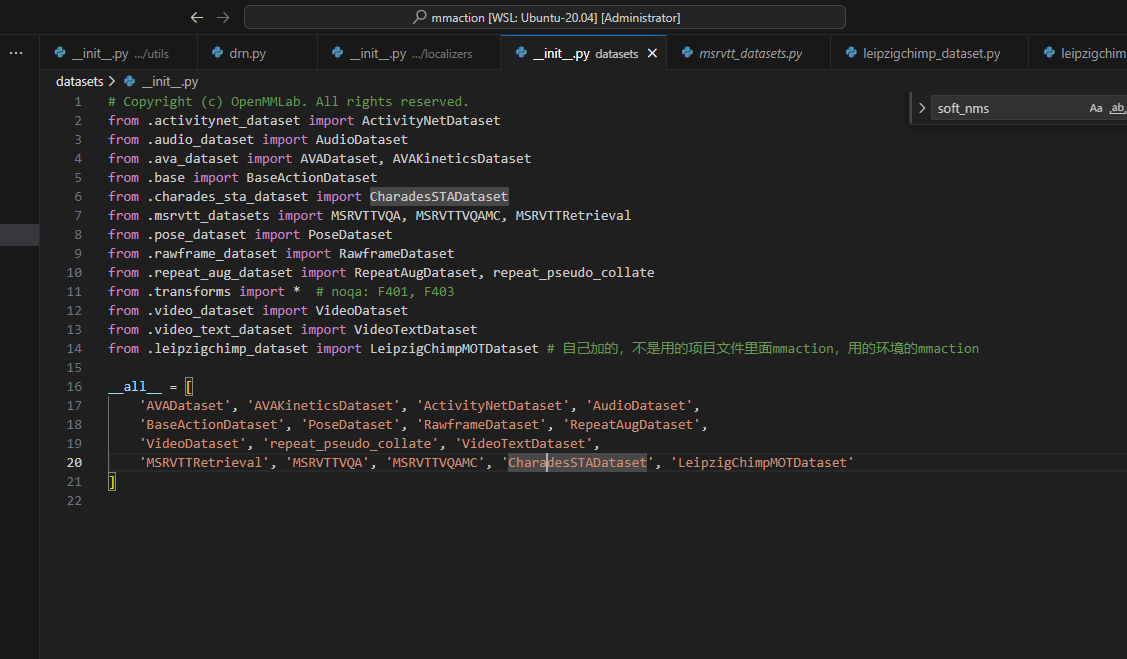 mmaction [WSL: Ubuntu-20.04] [Administrator]
... __init__.py .../utils drn.py __init__.py .../localizers __init__.py datasets msrvtt_datasets.py leipzigchimp_dataset.py leipzigchim
datasets > __init__.py
soft_nms Aa ab,
1 # Copyright (c) OpenMMLab. All rights reserved.
2 from .activitynet_dataset import ActivityNetDataset
3 from .audio_dataset import AudioDataset
4 from .ava_dataset import AVADataset, AVAKineticsDataset
5 from .base import BaseActionDataset
6 from .charades_sta_dataset import CharadesSTADataset
7 from .msrvtt_datasets import MSRVTTVQA, MSRVTTVQAMC, MSRVTTRetrieval
8 from .pose_dataset import PoseDataset
9 from .rawframe_dataset import RawframeDataset
10 from .repeat_aug_dataset import RepeatAugDataset, repeat_pseudo_collate
11 from .transforms import *  # noqa: F401, F403
12 from .video_dataset import VideoDataset
13 from .video_text_dataset import VideoTextDataset
14 from .leipzigchimp_dataset import LeipzigChimpMOTDataset # 自己加的，不是用的项目文件里面mmaction，用的环境的mmaction
15
16 __all__ = [
17     'AVADataset', 'AVAKineticsDataset', 'ActivityNetDataset', 'AudioDataset',
18     'BaseActionDataset', 'PoseDataset', 'RawframeDataset', 'RepeatAugDataset',
19     'VideoDataset', 'repeat_pseudo_collate', 'VideoTextDataset',
20     'MSRVTTRetrieval', 'MSRVTTVQA', 'MSRVTTVQAMC', 'CharadesSTADataset', 'LeipzigChimpMOTDataset'
21 ]
22